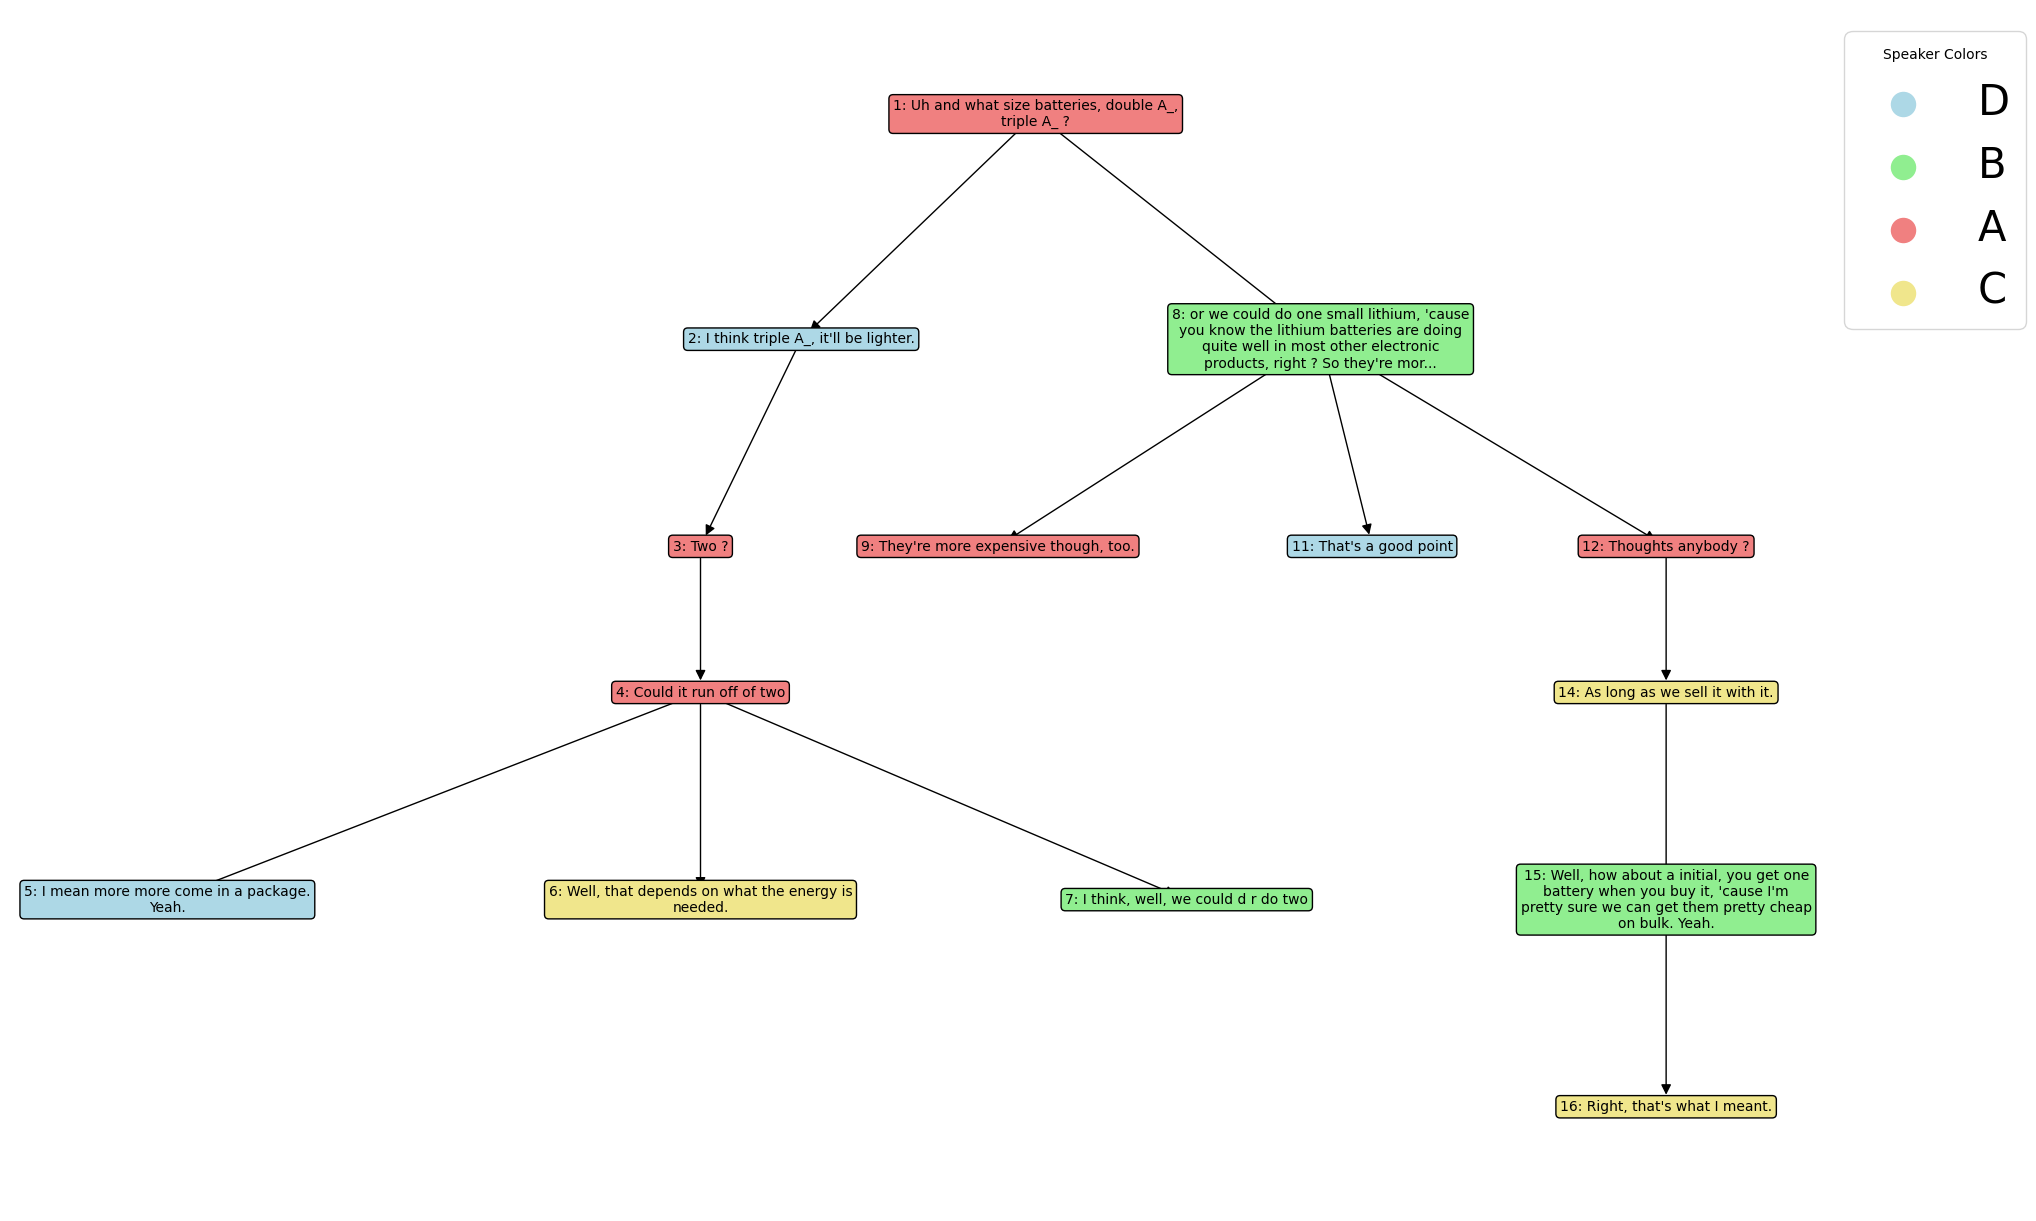 Speaker Colors
D
B
A
C
1: Uh and what size batteries, double A_,
triple A_ ?
2: I think triple A_, it'll be lighter.
8: or we could do one small lithium, 'cause
you know the lithium batteries are doing
quite well in most other electronic
products, right ? So they're mor...
3: Two ?
9: They're more expensive though, too.
11: That's a good point
12: Thoughts anybody ?
4: Could it run off of two
14: As long as we sell it with it.
5: I mean more more come in a package.
Yeah.
6: Well, that depends on what the energy is
needed.
7: I think, well, we could d r do two
15: Well, how about a initial, you get one
battery when you buy it, 'cause I'm
pretty sure we can get them pretty cheap
on bulk. Yeah.
16: Right, that's what I meant.